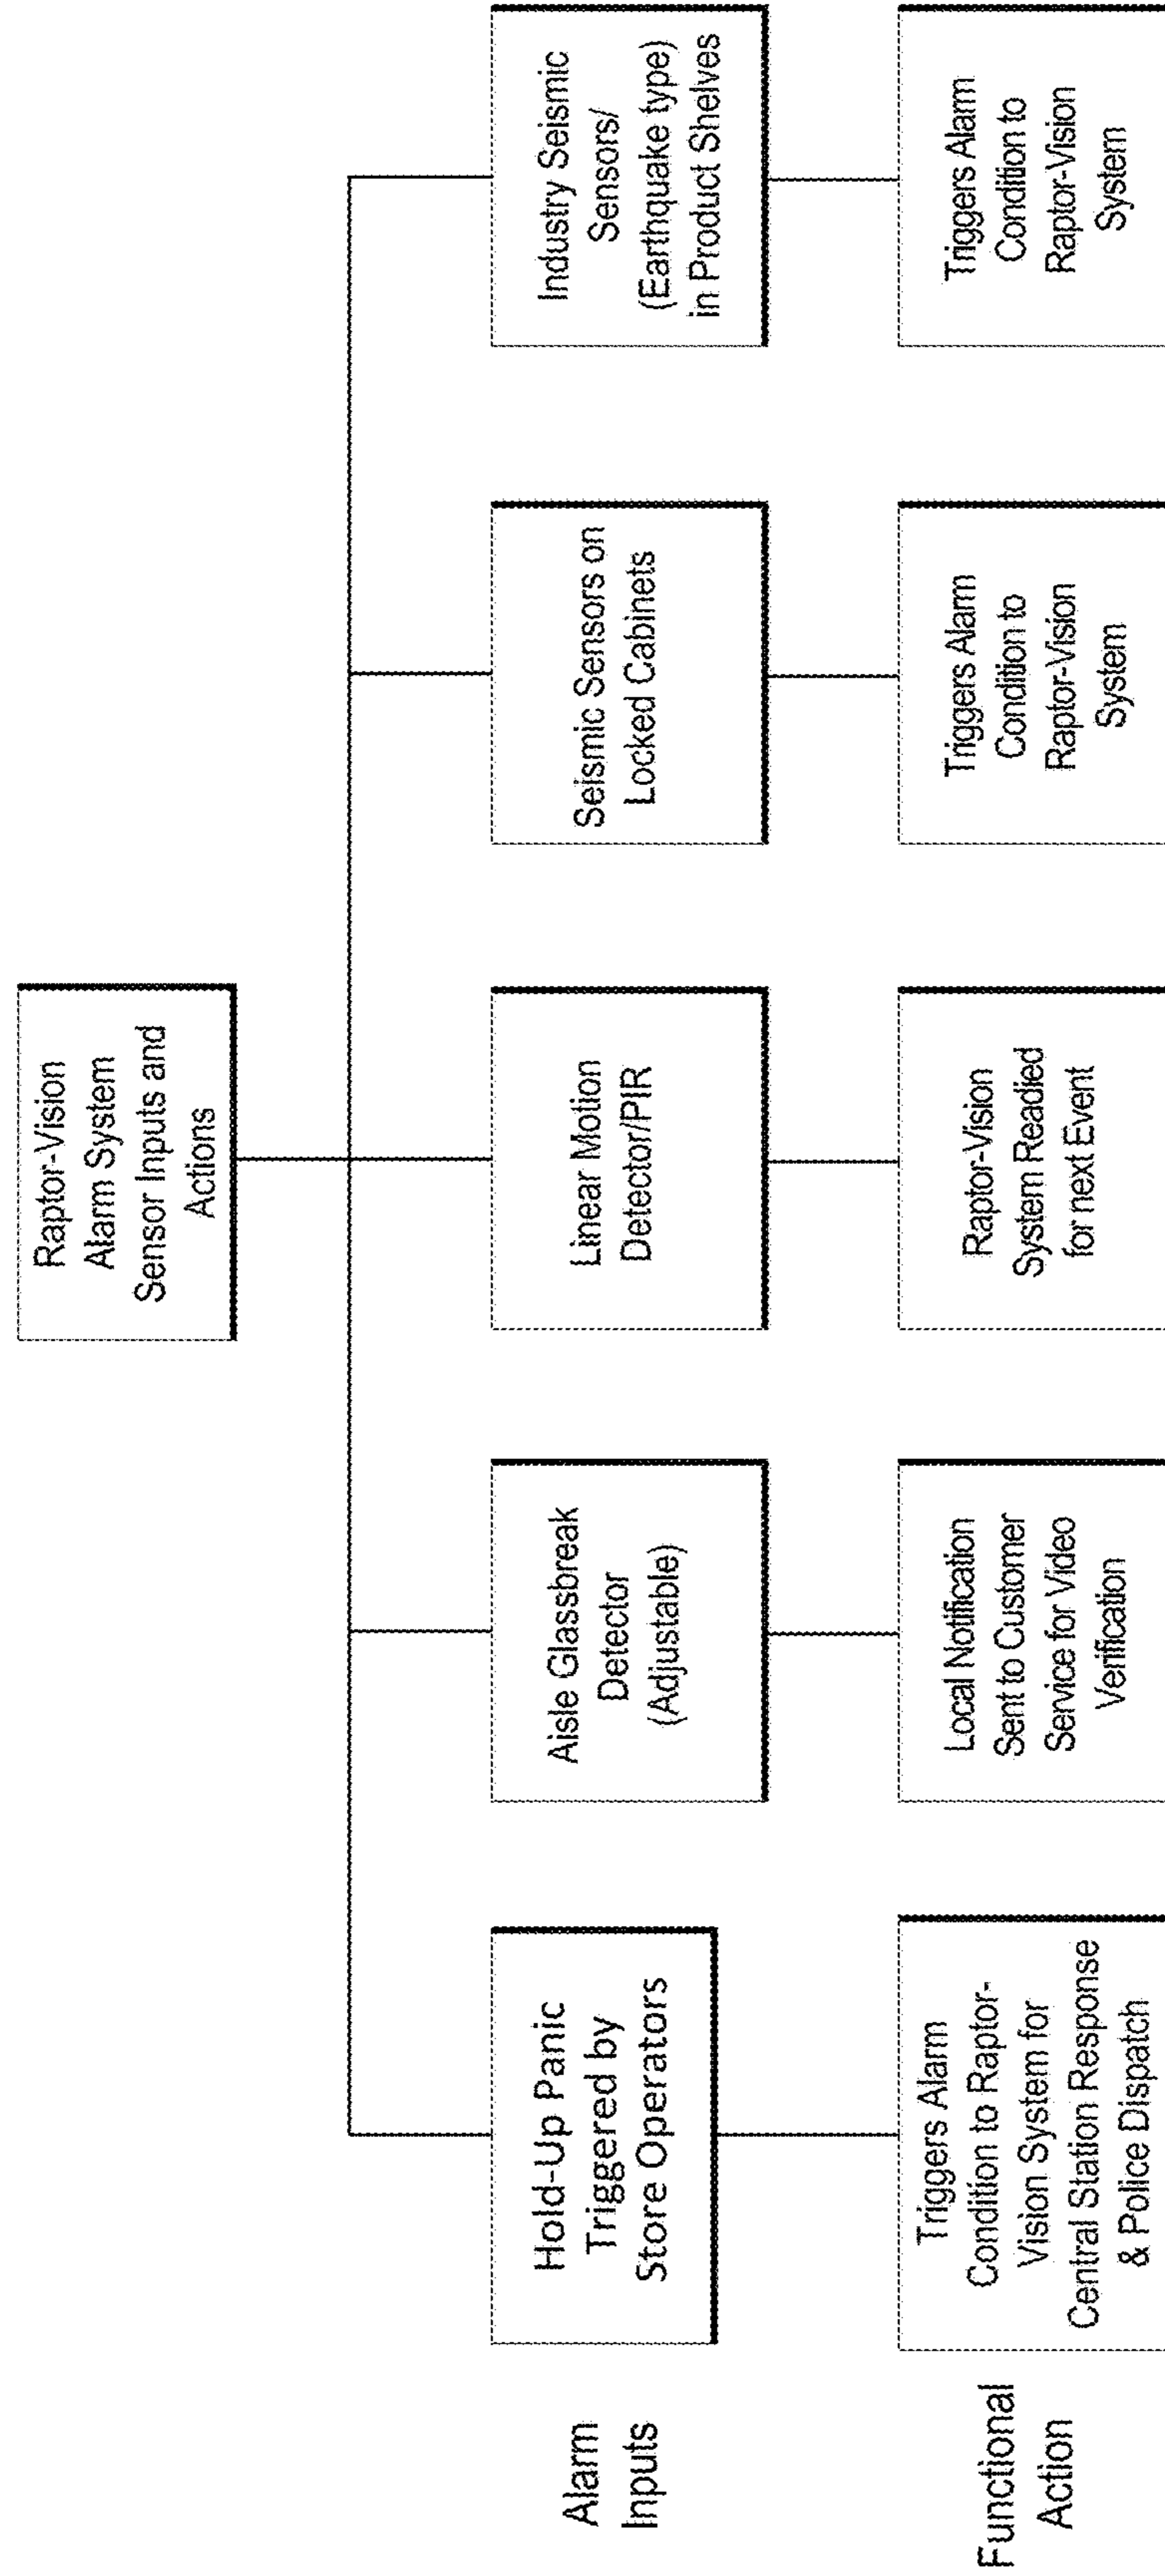 Raptor-Vision
Alarm System
Sensor Inputs and
Actions
Alarm
Inputs
Hold-Up Panic
Triggered by
Store Operators
Aisle Glassbreak
Detector
(Adjustable)
Linear Motion
Detector/PIR
Seismic Sensors on
Locked Cabinets
Industry Seismic
Sensors/
(Earthquake type)
in Product Shelves
Functional
Action
Triggers Alarm
Condition to Raptor-
Vision System for
Central Station Response
& Police Dispatch
Local Notification
Sent to Customer
Service for Video
Verification
Raptor-Vision
System Readied
for next Event
Triggers Alarm
Condition to
Raptor-Vision
System
Triggers Alarm
Condition to
Raptor-Vision
System